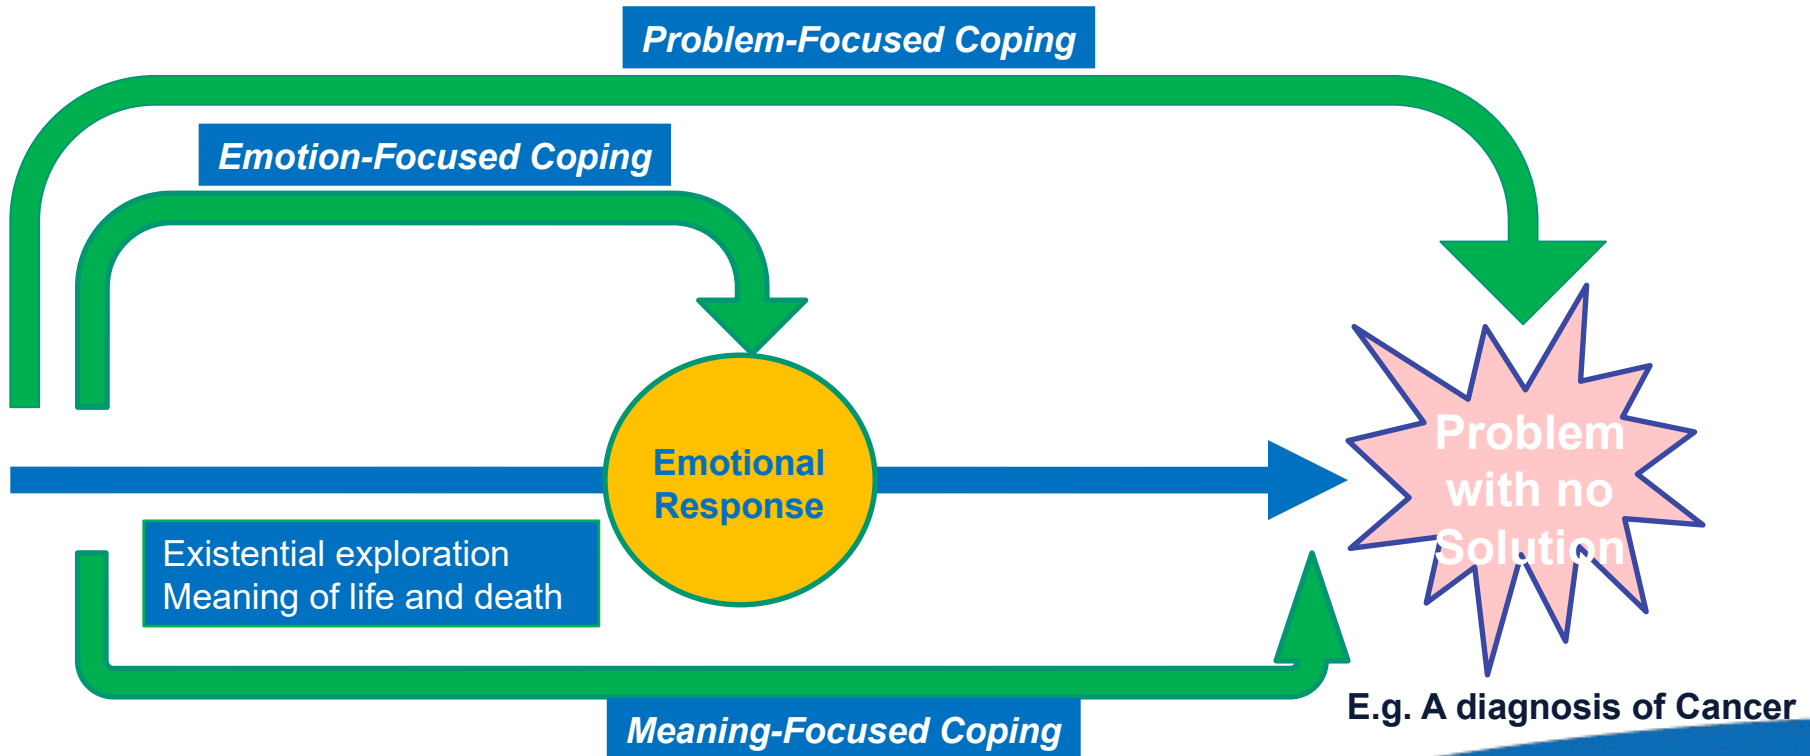 Problem-Focused Coping
Emotion-Focused Coping
Emotional
Response
Problem
with no
Solution
Existential exploration
Meaning of life and death
E.g. A diagnosis of Cancer
Meaning-Focused Coping